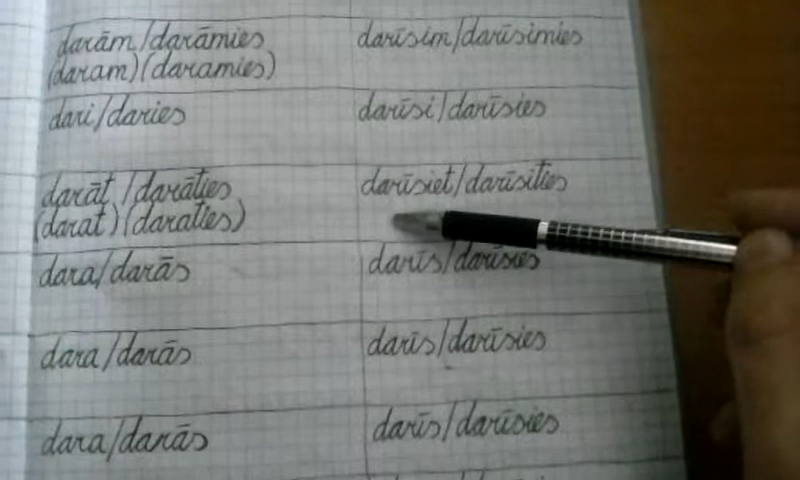 darām/darāmies
(daram)(daramies)
darīsim/darīsimies
dari/daries
darīsi/darīsies
darāt/darāties
(darat)(daraties)
darīsiet/darīsities
dara/darās
darīs/darīsies
dara/darās
darīs/darīsies
dara/darās
darīs/darīsies